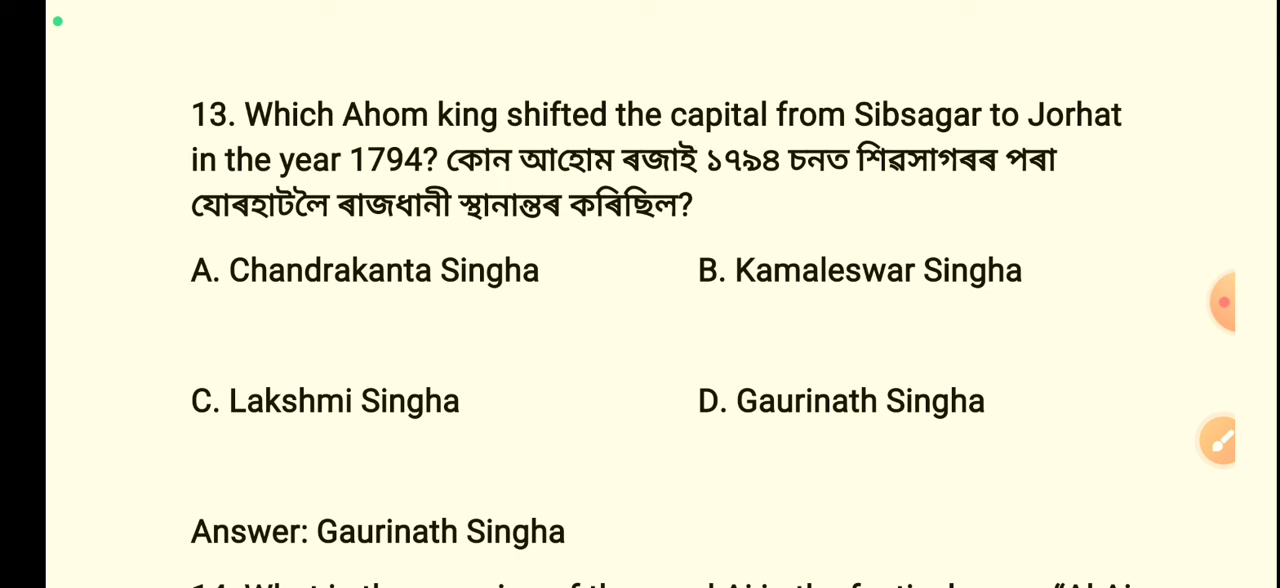 13. Which Ahom king shifted the capital from Sibsagar to Jorhat
in the year 1794? কোন আহোম ৰজাই ১৭৯৪ চনত শিৱসাগৰৰ পৰা
যোৰহাটলৈ ৰাজধানী স্থানান্তৰ কৰিছিল?
A. Chandrakanta Singha B. Kamaleswar Singha
C. Lakshmi Singha D. Gaurinath Singha
Answer: Gaurinath Singha